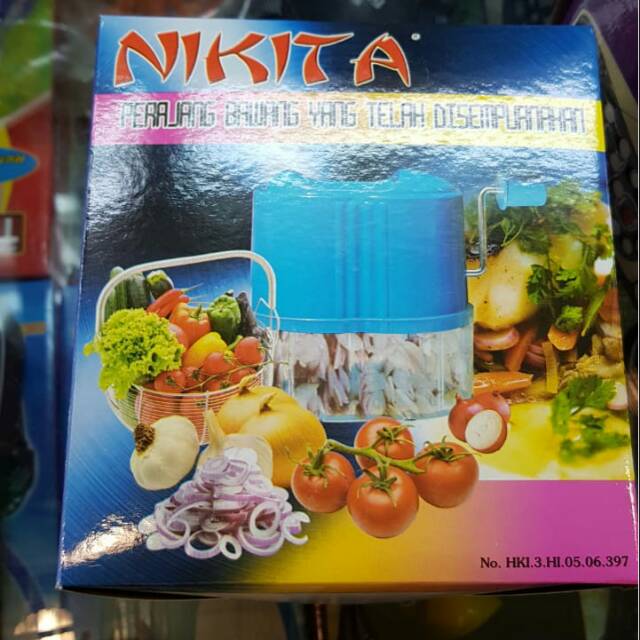 NIKITA
PERAJANG BAWANG YANG TELAH DISEMPURNAKAN
No. HKI.3.HI.05.06.397